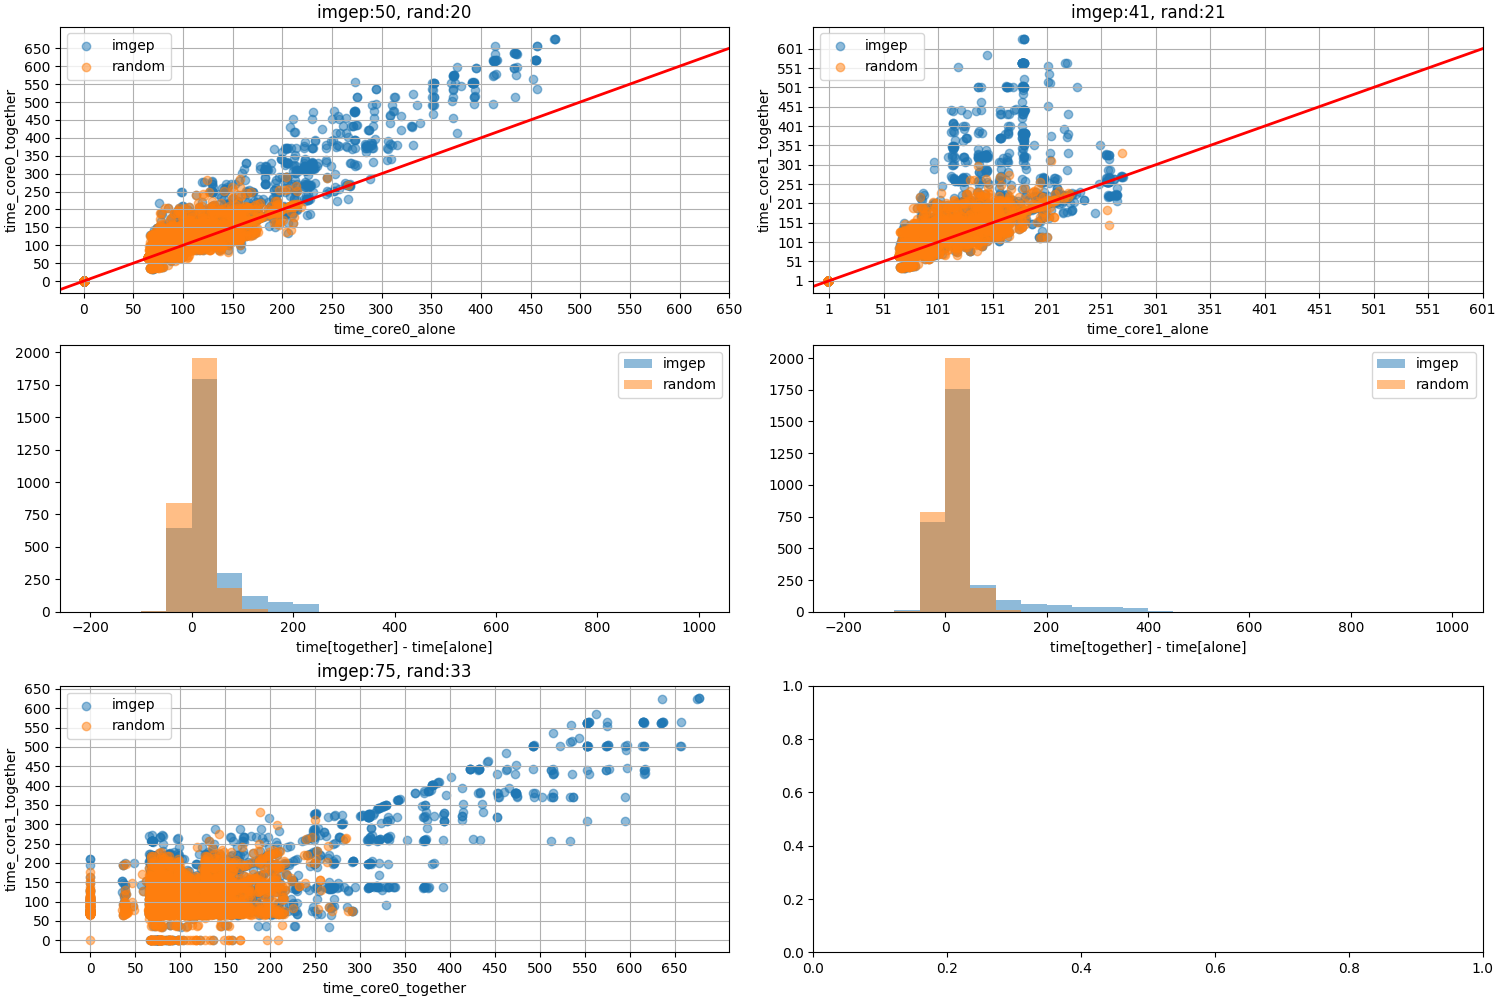 imgep:50, rand:20
time_core0_together
650
600
550
500
450
400
350
300
250
200
150
100
50
0
imgep
random
0 50 100 150 200 250 300 350 400 450 500 550 600 650
time_core0_alone
imgep:41, rand:21
time_core1_together
601
551
501
451
401
351
301
251
201
151
101
51
1
imgep
random
1 51 101 151 201 251 301 351 401 451 501 551 601
time_core1_alone
2000
1750
1500
1250
1000
750
500
250
0
imgep
random
−200 0 200 400 600 800 1000
time[together] - time[alone]
2000
1750
1500
1250
1000
750
500
250
0
imgep
random
−200 0 200 400 600 800 1000
time[together] - time[alone]
imgep:75, rand:33
time_core1_together
650
600
550
500
450
400
350
300
250
200
150
100
50
0
imgep
random
0 50 100 150 200 250 300 350 400 450 500 550 600 650
time_core0_together
1.0
0.8
0.6
0.4
0.2
0.0
0.0 0.2 0.4 0.6 0.8 1.0